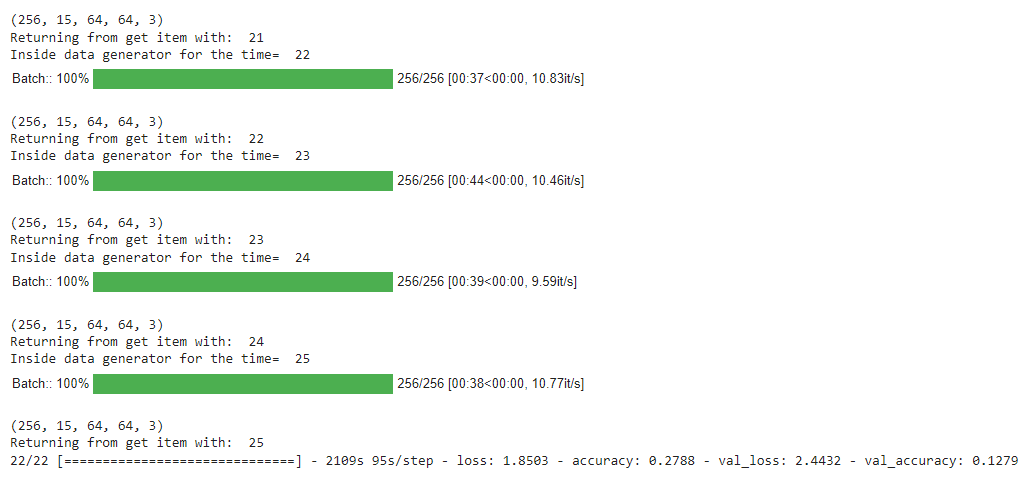 (256, 15, 64, 64, 3)
Returning from get item with:  21
Inside data generator for the time=  22
Batch:: 100% 256/256 [00:37<00:00, 10.83it/s]
(256, 15, 64, 64, 3)
Returning from get item with:  22
Inside data generator for the time=  23
Batch:: 100% 256/256 [00:44<00:00, 10.46it/s]
(256, 15, 64, 64, 3)
Returning from get item with:  23
Inside data generator for the time=  24
Batch:: 100% 256/256 [00:39<00:00, 9.59it/s]
(256, 15, 64, 64, 3)
Returning from get item with:  24
Inside data generator for the time=  25
Batch:: 100% 256/256 [00:38<00:00, 10.77it/s]
(256, 15, 64, 64, 3)
Returning from get item with:  25
22/22 [==============================] - 2109s 95s/step - loss: 1.8503 - accuracy: 0.2788 - val_loss: 2.4432 - val_accuracy: 0.1279